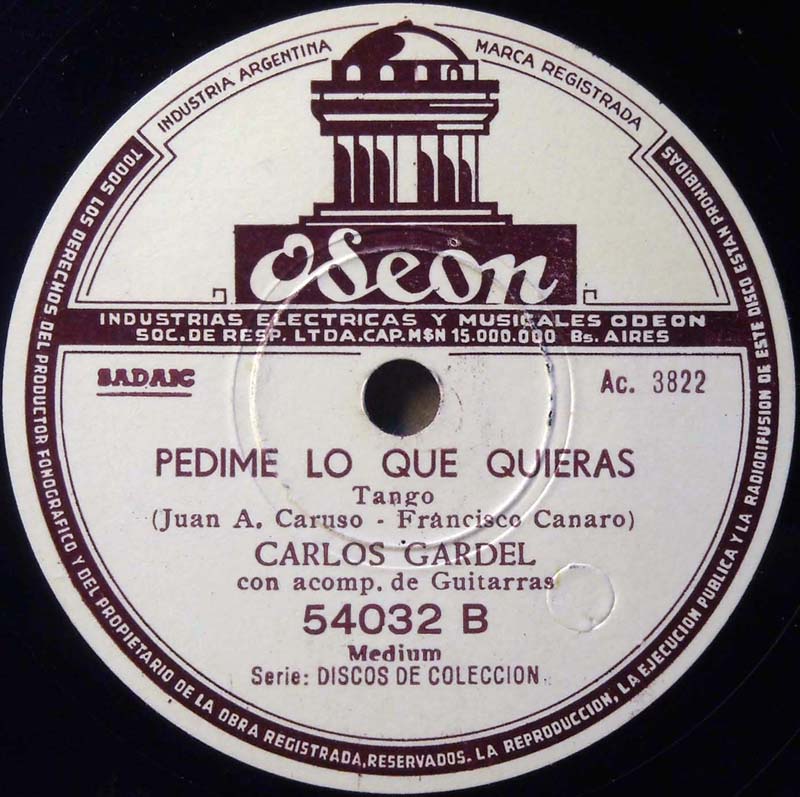 INDUSTRIA ARGENTINA
MARCA REGISTRADA
Odeón
INDUSTRIAS ELECTRICAS Y MUSICALES ODEON
SOC. DE RESP. LTDA. CAP. M$N 15.000.000 Bs. AIRES
SADAIC
Ac. 3822
PEDIME LO QUE QUIERAS
Tango
(Juan A. Caruso - Francisco Canaro)
CARLOS GARDEL
con acomp. de Guitarras
54032 B
Medium
Serie: DISCOS DE COLECCION
TODOS LOS DERECHOS DEL PRODUCTOR FONOGRAFICO Y DEL PROPIETARIO DE LA OBRA REGISTRADA, RESERVADOS. LA REPRODUCCION, LA EJECUCION PUBLICA Y LA RADIODIFUSION DE ESTE DISCO ESTAN PROHIBIDAS